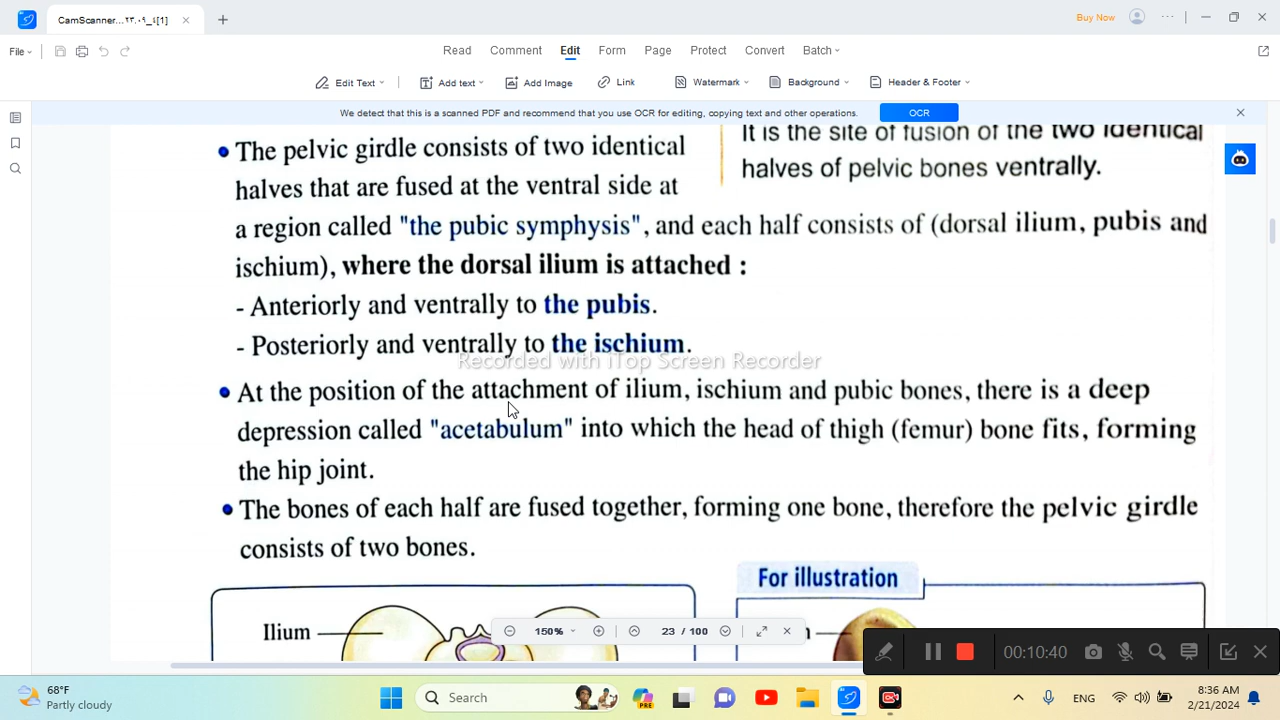 CamScanner...٢٣.٠٩_٤[1]
Buy Now
File
Read Comment Edit Form Page Protect Convert Batch
Edit Text Add text Add Image Link Watermark Background Header & Footer
We detect that this is a scanned PDF and recommend that you use OCR for editing, copying text and other operations. OCR
It is the site of fusion of the two identical
halves of pelvic bones ventrally.
• The pelvic girdle consists of two identical
halves that are fused at the ventral side at
a region called "the pubic symphysis", and each half consists of (dorsal ilium, pubis and
ischium), where the dorsal ilium is attached :
- Anteriorly and ventrally to the pubis.
- Posteriorly and ventrally to the ischium.
Recorded with iTop Screen Recorder
• At the position of the attachment of ilium, ischium and pubic bones, there is a deep
depression called "acetabulum" into which the head of thigh (femur) bone fits, forming
the hip joint.
• The bones of each half are fused together, forming one bone, therefore the pelvic girdle
consists of two bones.
For illustration
Ilium
150% 23 / 100
00:10:40
68°F
Partly cloudy
Search
PRE
ENG
8:36 AM
2/21/2024